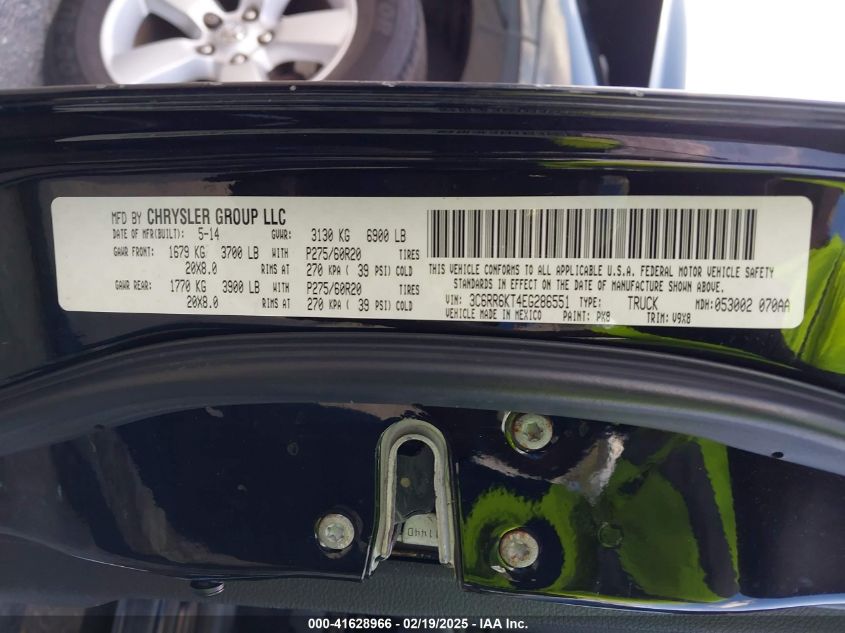 MFD BY CHRYSLER GROUP LLC
DATE OF MFR(BUILT): 5-14 GVWR: 3130 KG 6900 LB
GAWR FRONT: 1679 KG 3700 LB WITH P275/60R20 TIRES
20X8.0 RIMS AT 270 KPA ( 39 PSI) COLD
GAWR REAR: 1770 KG 3900 LB WITH P275/60R20 TIRES
20X8.0 RIMS AT 270 KPA ( 39 PSI) COLD
THIS VEHICLE CONFORMS TO ALL APPLICABLE U.S.A. FEDERAL MOTOR VEHICLE SAFETY
STANDARDS IN EFFECT ON THE DATE OF MANUFACTURE SHOWN ABOVE.
VIN: 3C6RR6KT4EG286551 TYPE: TRUCK MDH: 053002 070AA
VEHICLE MADE IN MEXICO PAINT: PX8 TRIM: V9X8
144D
000-41628966 - 02/19/2025 - IAA Inc.